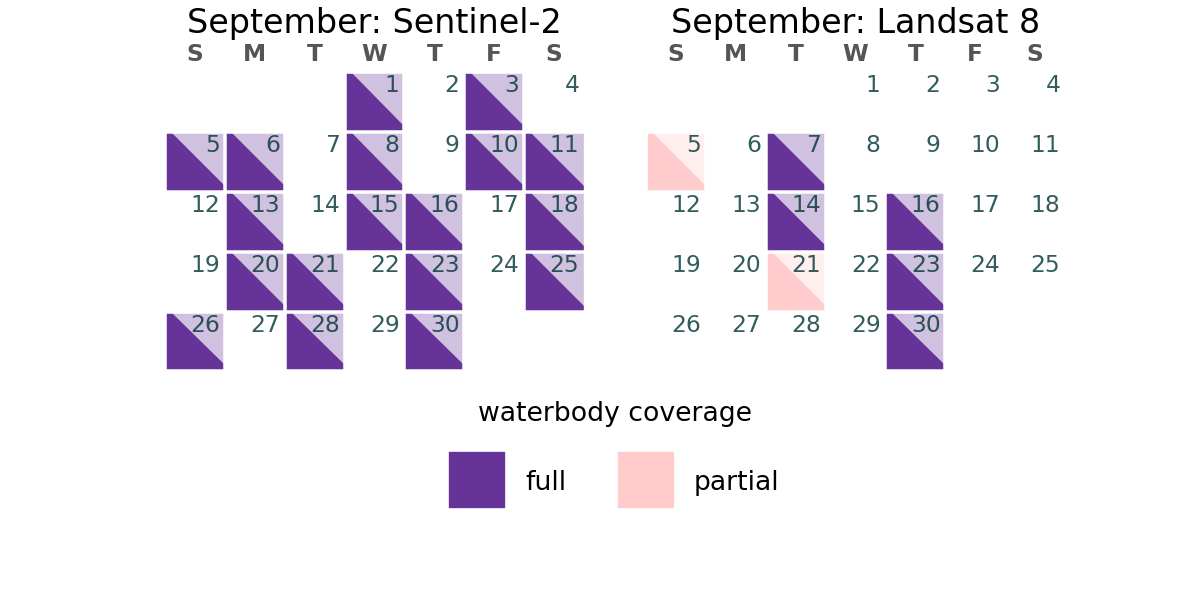 September: Sentinel-2
S M T W T F S
1 2 3 4
5 6 7 8 9 10 11
12 13 14 15 16 17 18
19 20 21 22 23 24 25
26 27 28 29 30
September: Landsat 8
S M T W T F S
1 2 3 4
5 6 7 8 9 10 11
12 13 14 15 16 17 18
19 20 21 22 23 24 25
26 27 28 29 30
waterbody coverage
full
partial